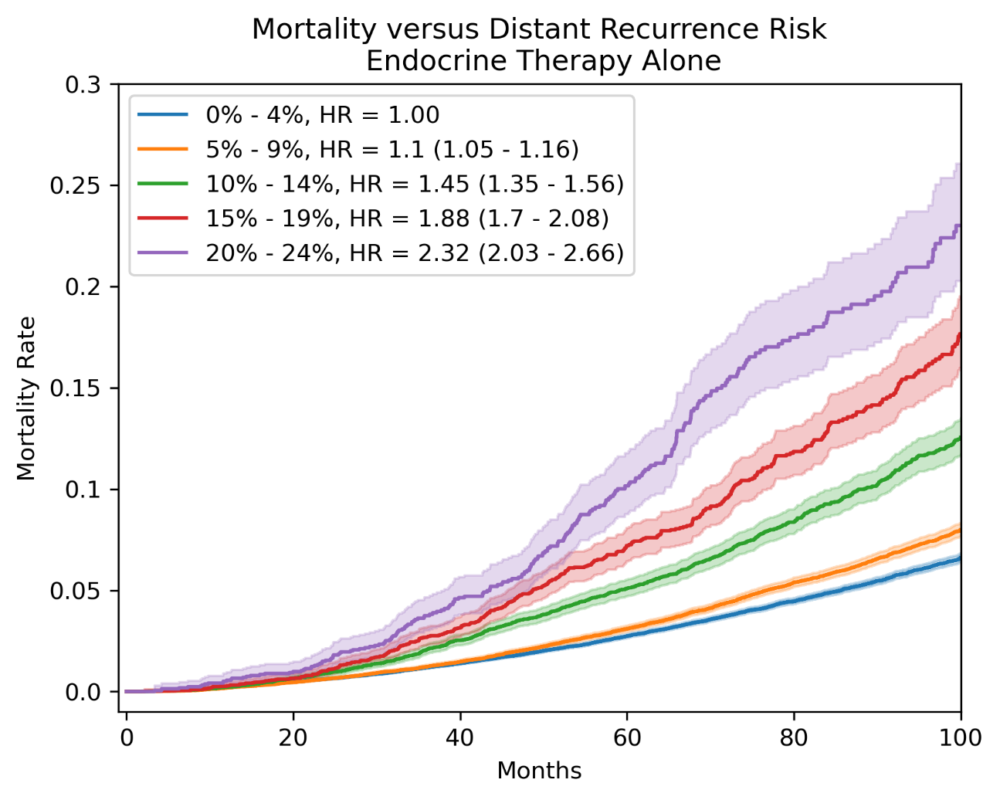 Mortality versus Distant Recurrence Risk
Endocrine Therapy Alone
0.3
0.25
0.2
0.15
0.1
0.05
0.0
Mortality Rate
0% - 4%, HR = 1.00
5% - 9%, HR = 1.1 (1.05 - 1.16)
10% - 14%, HR = 1.45 (1.35 - 1.56)
15% - 19%, HR = 1.88 (1.7 - 2.08)
20% - 24%, HR = 2.32 (2.03 - 2.66)
0 20 40 60 80 100
Months